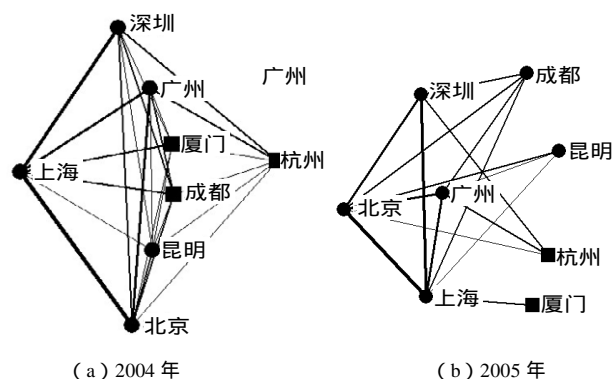 深圳
广州
广州
厦门
杭州
上海
成都
昆明
北京
(a)2004 年
深圳
成都
昆明
北京
广州
杭州
上海
厦门
(b)2005 年